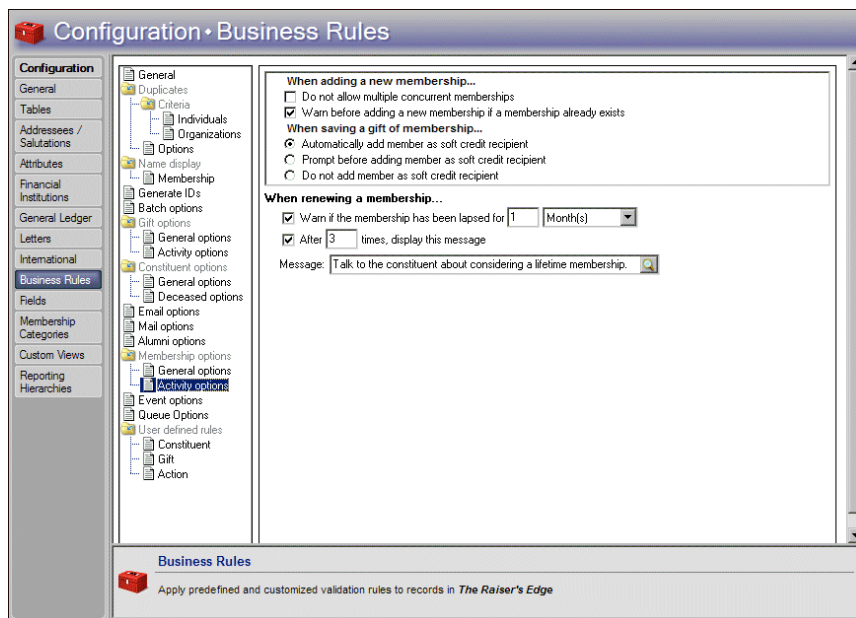 Configuration • Business Rules
Configuration
General
Tables
Addressees /
Salutations
Attributes
Financial
Institutions
General Ledger
Letters
International
Business Rules
Fields
Membership
Categories
Custom Views
Reporting
Hierarchies
General
Duplicates
Criteria
Individuals
Organizations
Options
Name display
Membership
Generate IDs
Batch options
Gift options
General options
Activity options
Constituent options
General options
Deceased options
Email options
Mail options
Alumni options
Membership options
General options
Activity options
Event options
Queue Options
User defined rules
Constituent
Gift
Action
When adding a new membership...
Do not allow multiple concurrent memberships
Warn before adding a new membership if a membership already exists
When saving a gift of membership...
Automatically add member as soft credit recipient
Prompt before adding member as soft credit recipient
Do not add member as soft credit recipient
When renewing a membership...
Warn if the membership has been lapsed for 1 Month(s)
After 3 times, display this message
Message: Talk to the constituent about considering a lifetime membership.
Business Rules
Apply predefined and customized validation rules to records in The Raiser's Edge